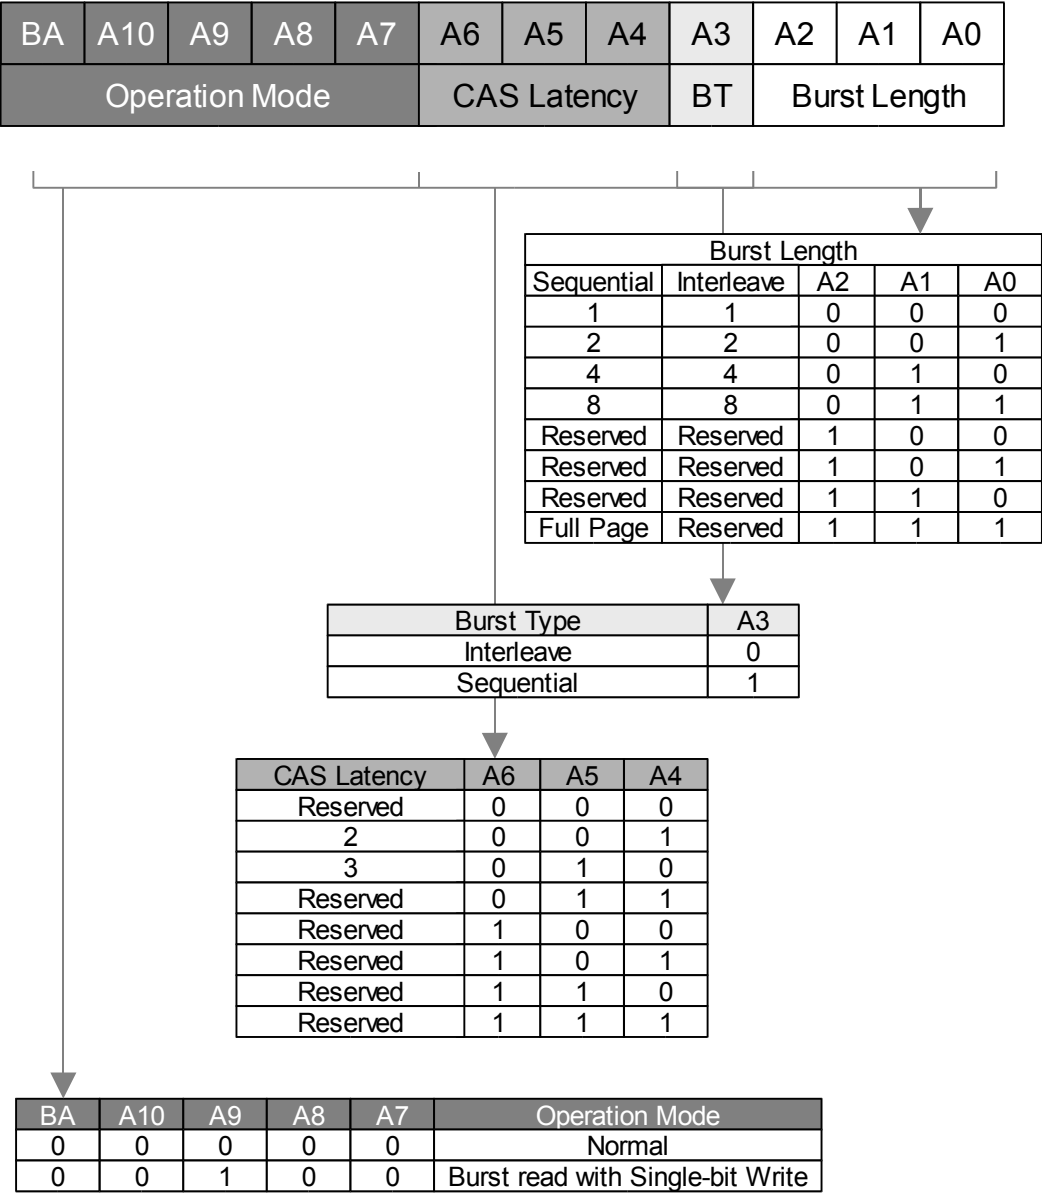 BA A10 A9 A8 A7 A6 A5 A4 A3 A2 A1 A0
Operation Mode CAS Latency BT Burst Length
Burst Length
Sequential Interleave A2 A1 A0
1 1 0 0 0
2 2 0 0 1
4 4 0 1 0
8 8 0 1 1
Reserved Reserved 1 0 0
Reserved Reserved 1 0 1
Reserved Reserved 1 1 0
Full Page Reserved 1 1 1
Burst Type A3
Interleave 0
Sequential 1
CAS Latency A6 A5 A4
Reserved 0 0 0
2 0 0 1
3 0 1 0
Reserved 0 1 1
Reserved 1 0 0
Reserved 1 0 1
Reserved 1 1 0
Reserved 1 1 1
BA A10 A9 A8 A7 Operation Mode
0 0 0 0 0 Normal
0 0 1 0 0 Burst read with Single-bit Write